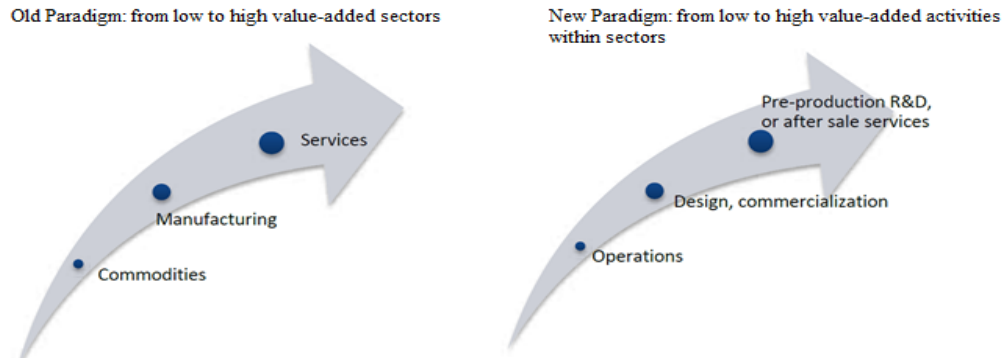 Old Paradigm: from low to high value-added sectors
Services
Manufacturing
Commodities
New Paradigm: from low to high value-added activities
within sectors
Pre-production R&D,
or after sale services
Design, commercialization
Operations